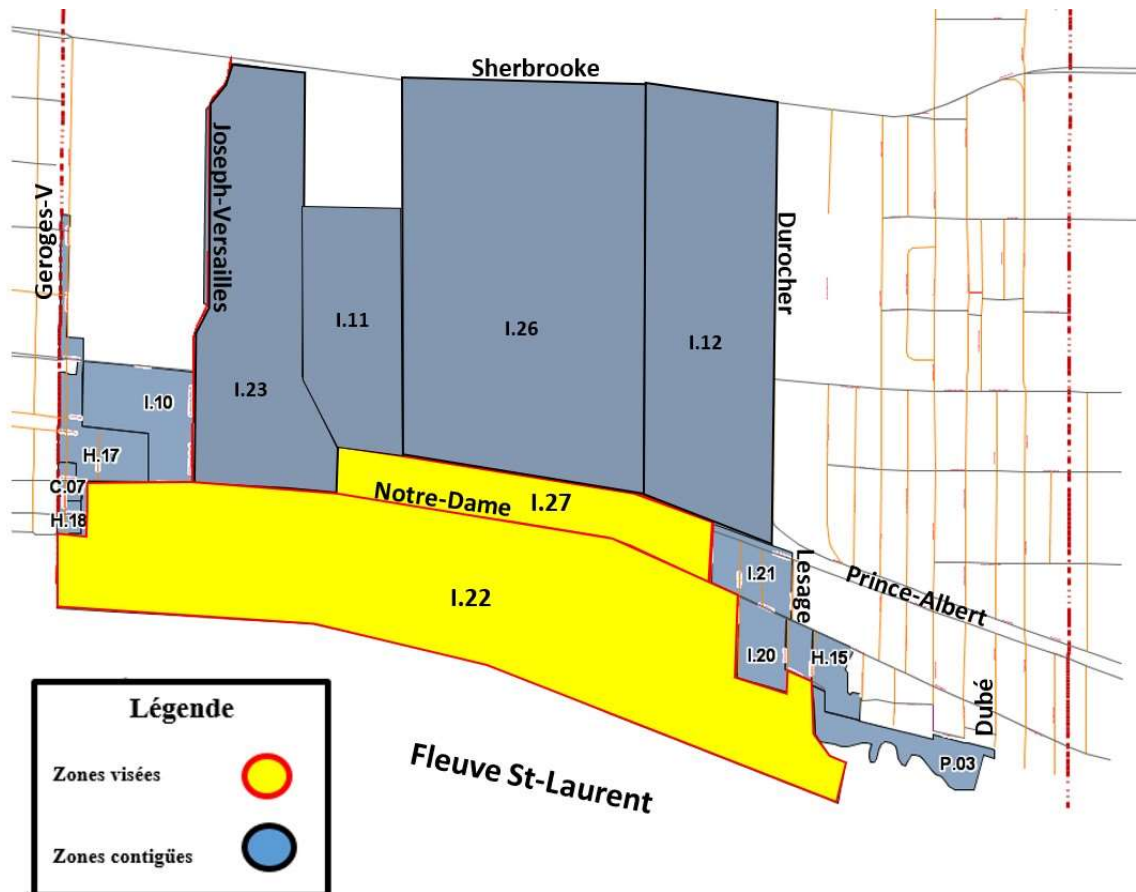 Sherbrooke
Geroges-V
Joseph-Versailles
Durocher
I.11
I.26
I.12
I.23
I.10
H.17
C.07
H.18
Notre-Dame
I.27
I.22
I.21
Lesage
Prince-Albert
I.20
H.15
Dubé
P.03
Fleuve St-Laurent
Légende
Zones visées
Zones contigües